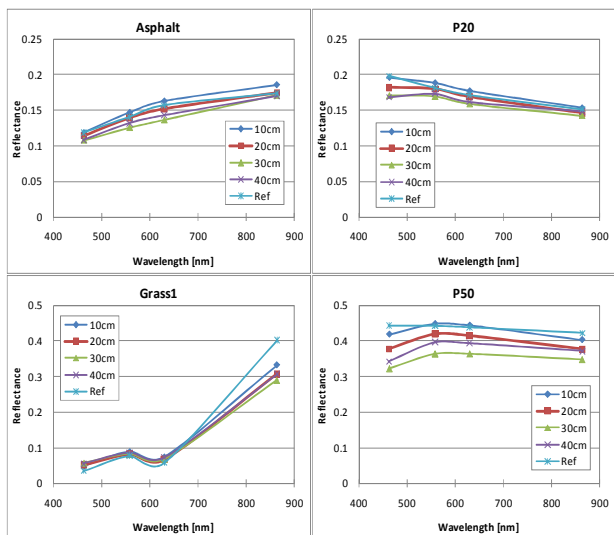 Asphalt
0.25
0.2
0.15
0.1
0.05
0
Reflectance
400 500 600 700 800 900
Wavelength [nm]
10cm
20cm
30cm
40cm
Ref
P20
0.25
0.2
0.15
0.1
0.05
0
Reflectance
400 500 600 700 800 900
Wavelength [nm]
10cm
20cm
30cm
40cm
Ref
Grass1
0.5
0.4
0.3
0.2
0.1
0
Reflectance
400 500 600 700 800 900
Wavelength [nm]
10cm
20cm
30cm
40cm
Ref
P50
0.5
0.4
0.3
0.2
0.1
0
Reflectance
400 500 600 700 800 900
Wavelength [nm]
10cm
20cm
30cm
40cm
Ref